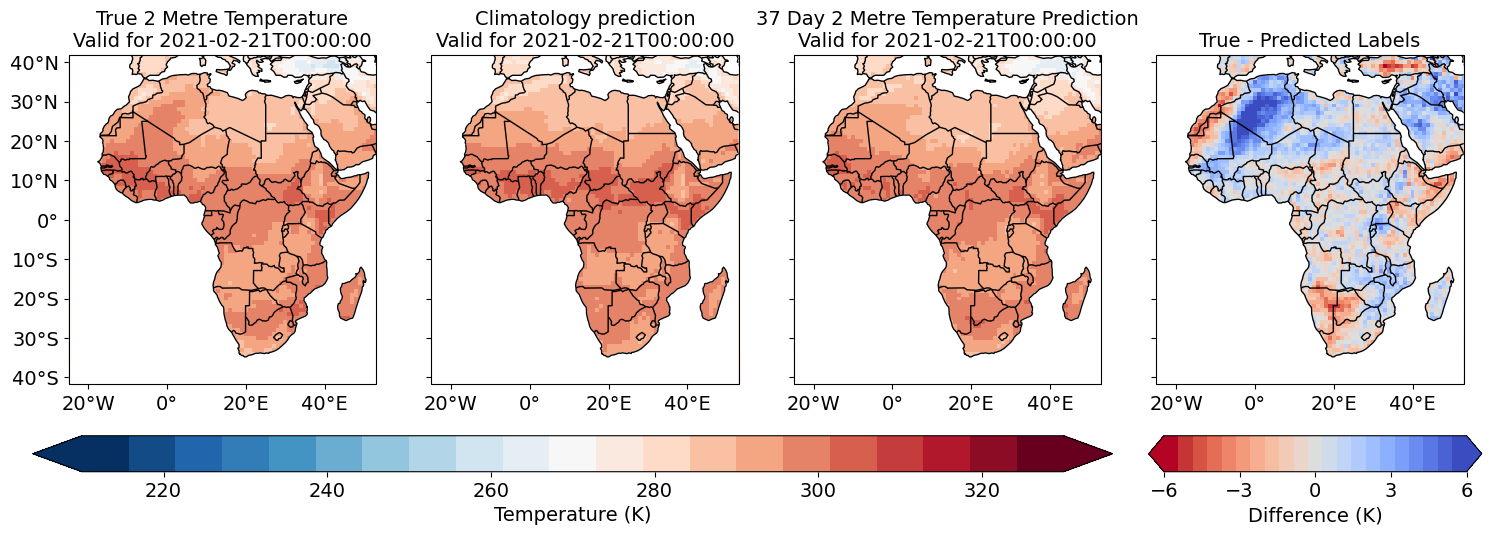 True 2 Metre Temperature
Valid for 2021-02-21T00:00:00
Climatology prediction
Valid for 2021-02-21T00:00:00
37 Day 2 Metre Temperature Prediction
Valid for 2021-02-21T00:00:00
True - Predicted Labels
40°N
30°N
20°N
10°N
0°
10°S
20°S
30°S
40°S
20°W 0° 20°E 40°E
20°W 0° 20°E 40°E
20°W 0° 20°E 40°E
20°W 0° 20°E 40°E
220 240 260 280 300 320
Temperature (K)
−6 −3 0 3 6
Difference (K)